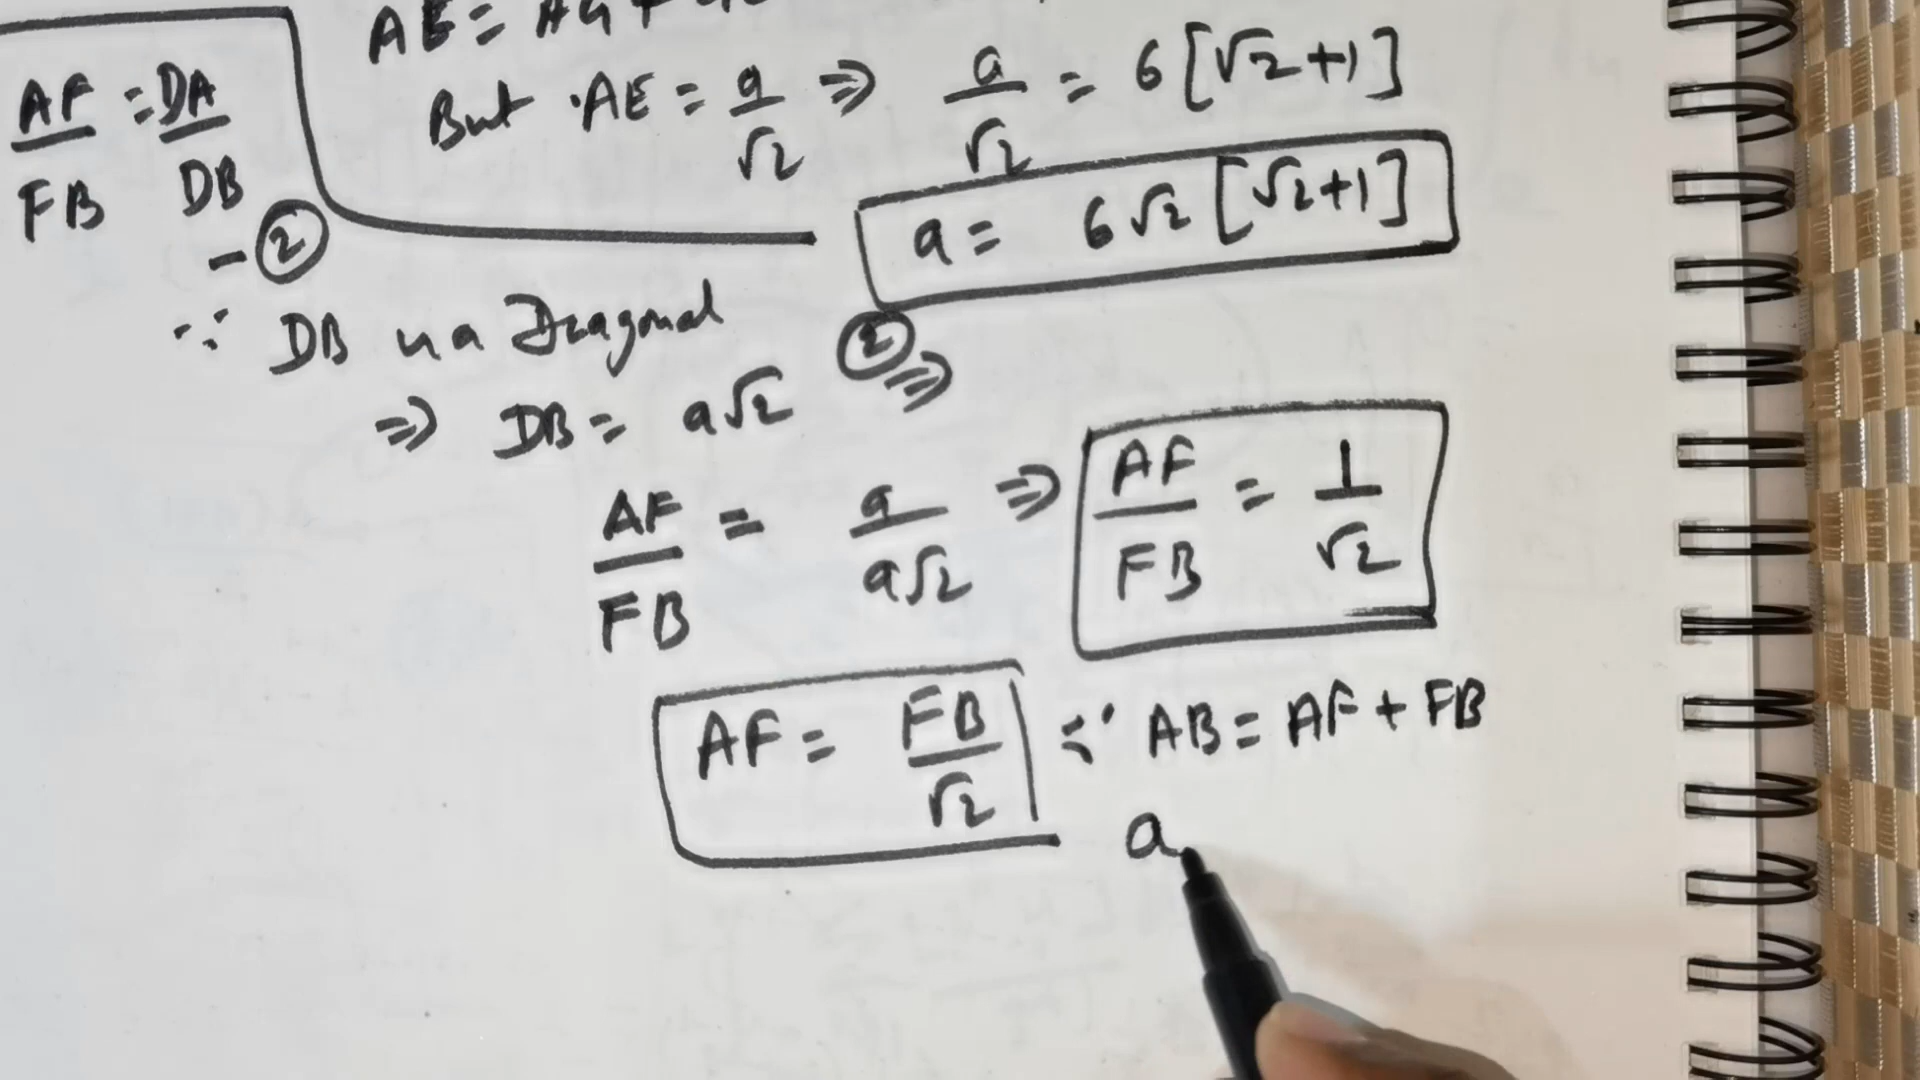 AE =
But AE = a/√2 ⇒ a/√2 = 6[√2+1]
AF/FB = DA/DB
- ②
a = 6√2[√2+1]
∵ DB is a Diagonal
②⇒
⇒ DB = a√2
AF/FB = a/a√2 ⇒ AF/FB = 1/√2
AF = FB/√2 ∵ AB = AF + FB
a